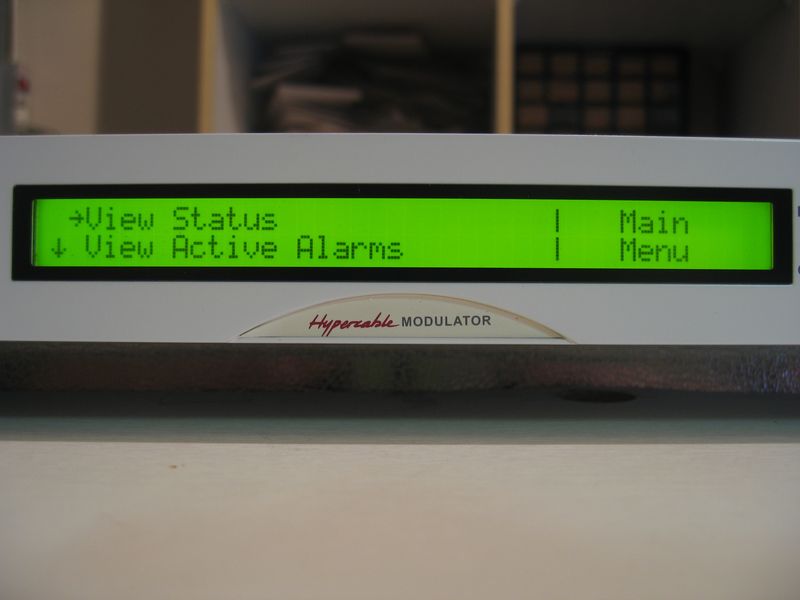 →View Status | Main
↓ View Active Alarms | Menu
Hypercable MODULATOR